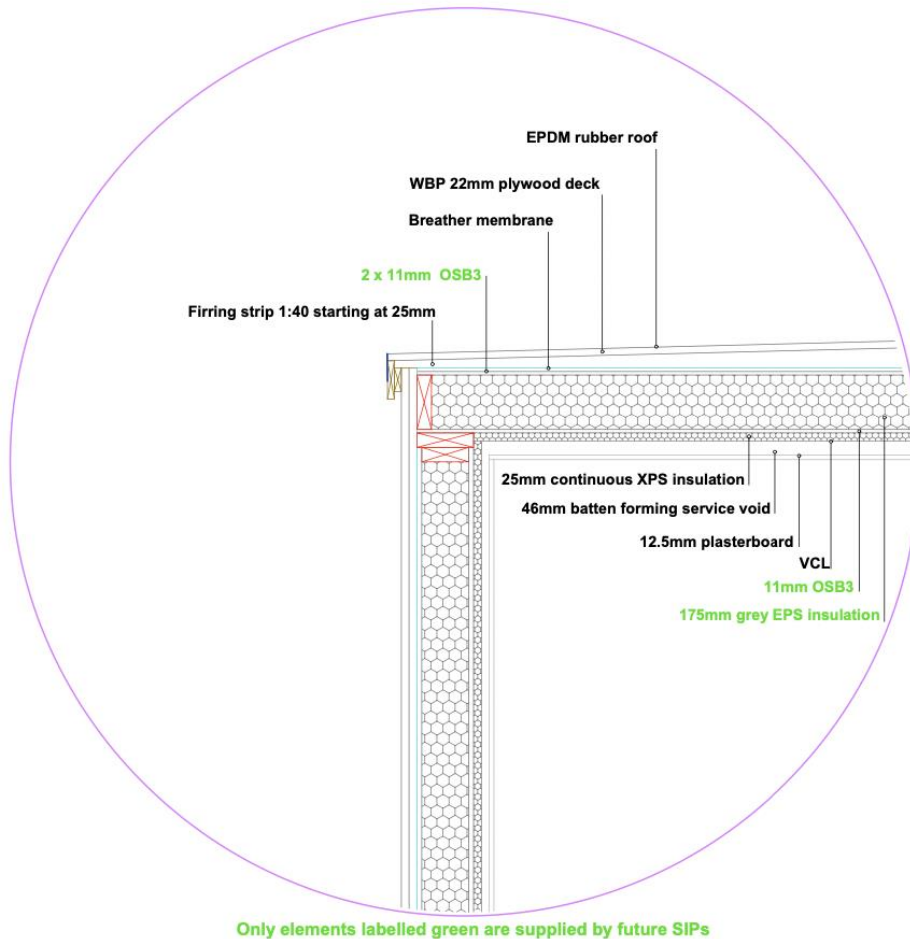 EPDM rubber roof
WBP 22mm plywood deck
Breather membrane
2 x 11mm  OSB3
Firring strip 1:40 starting at 25mm
25mm continuous XPS insulation
46mm batten forming service void
12.5mm plasterboard
VCL
11mm OSB3
175mm grey EPS insulation
Only elements labelled green are supplied by future SIPs